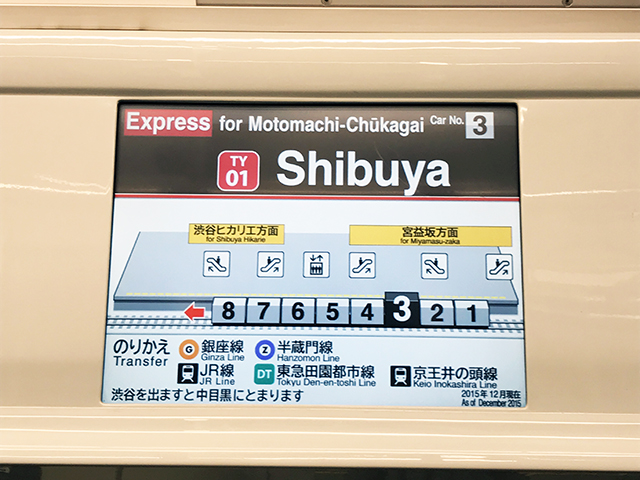 Express for Motomachi-Chūkagai Car No. 3
TY 01 Shibuya
渋谷ヒカリエ方面 宮益坂方面
for Shibuya Hikarie for Miyamasu-zaka
8 7 6 5 4 3 2 1
のりかえ G 銀座線 Z 半蔵門線
Transfer Ginza Line Hanzomon Line
JR線 DT 東急田園都市線 京王井の頭線
JR Line Tokyu Den-en-toshi Line Keio Inokashira Line
渋谷を出ますと中目黒にとまります 2015年12月現在
As of December 2015